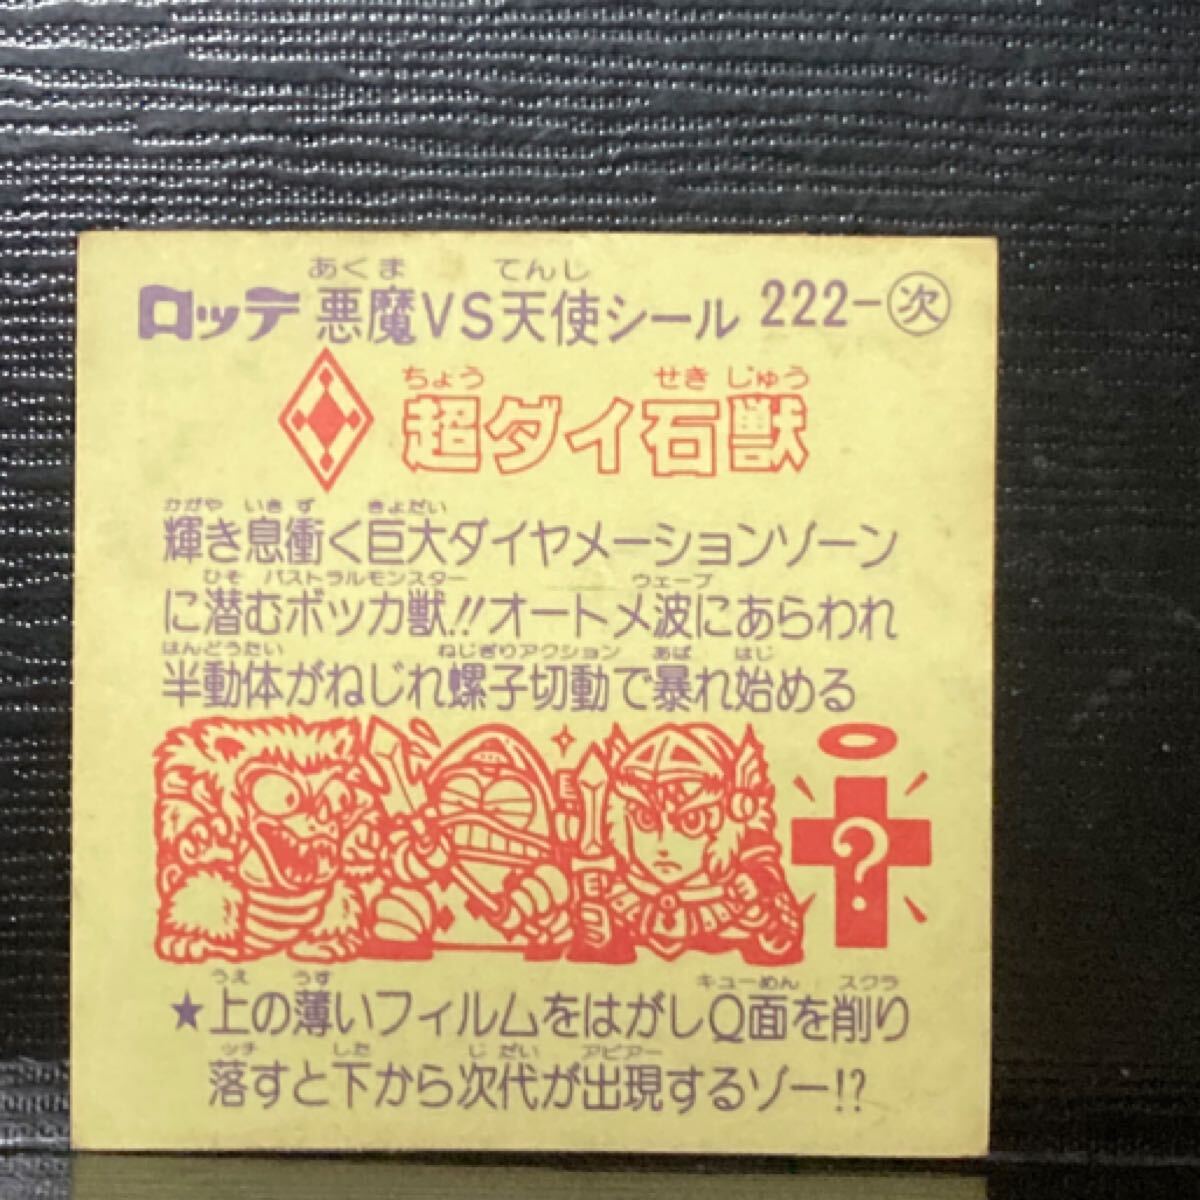 あくま てんし
ロッテ 悪魔VS天使シール 222-次
ちょう せき じゅう
超ダイ石獣
かがや いき ず きょだい
輝き息衝く巨大ダイヤメーションゾーン
ひそ パストラルモンスター ウェーブ
に潜むボッカ獣!!オートメ波にあらわれ
はんどうたい ねじぎりアクション あば はじ
半動体がねじれ螺子切動で暴れ始める
?
うえ うす キューめん スクラ
★上の薄いフィルムをはがしQ面を削り
ッチ した じ だい アピアー
落すと下から次代が出現するゾー!?